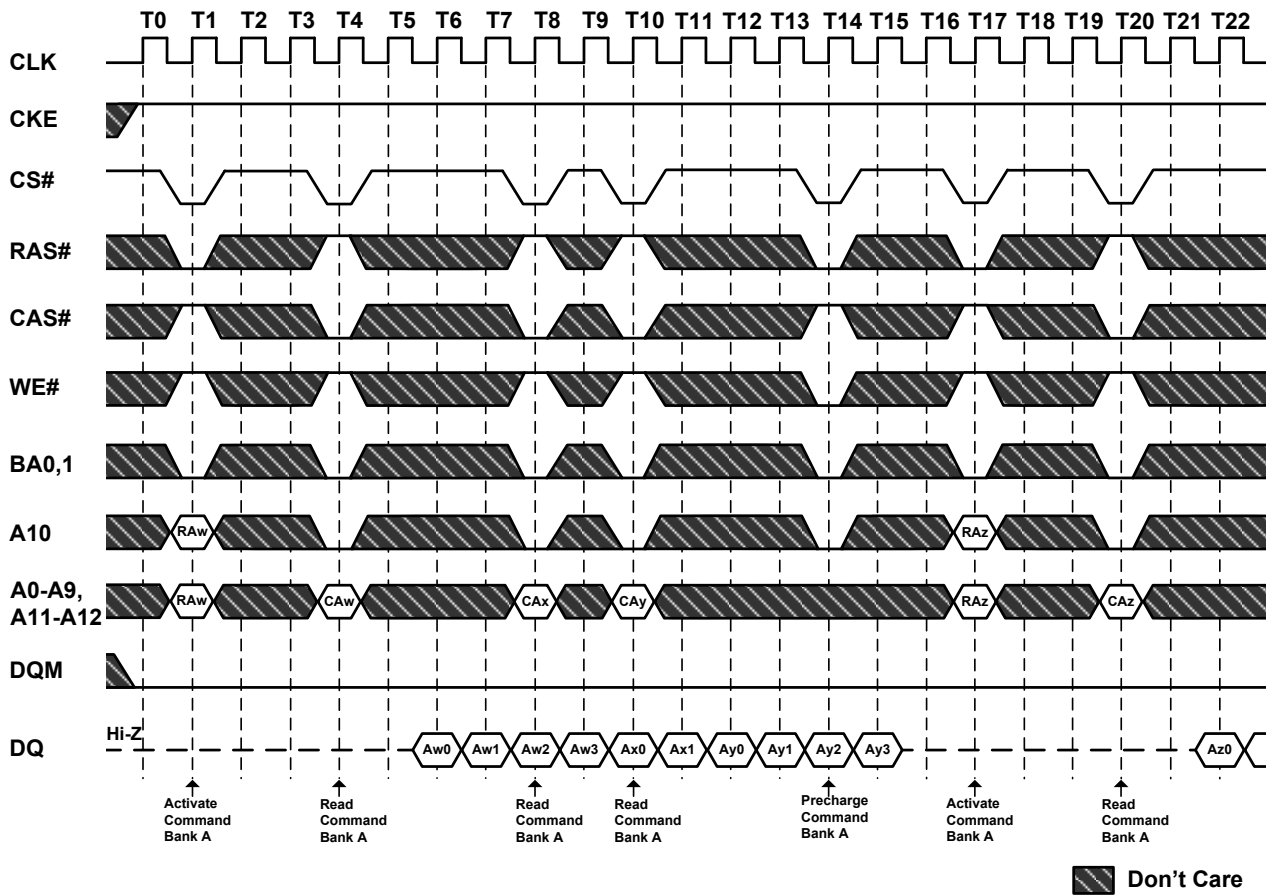 T0 T1 T2 T3 T4 T5 T6 T7 T8 T9 T10 T11 T12 T13 T14 T15 T16 T17 T18 T19 T20 T21 T22
CLK
CKE
CS#
RAS#
CAS#
WE#
BA0,1
A10
RAw RAz
A0-A9,
A11-A12
RAw CAw CAx CAy RAz CAz
DQM
DQ
Hi-Z
Aw0 Aw1 Aw2 Aw3 Ax0 Ax1 Ay0 Ay1 Ay2 Ay3 Az0
Activate
Command
Bank A
Read
Command
Bank A
Read
Command
Bank A
Read
Command
Bank A
Precharge
Command
Bank A
Activate
Command
Bank A
Read
Command
Bank A
Don't Care